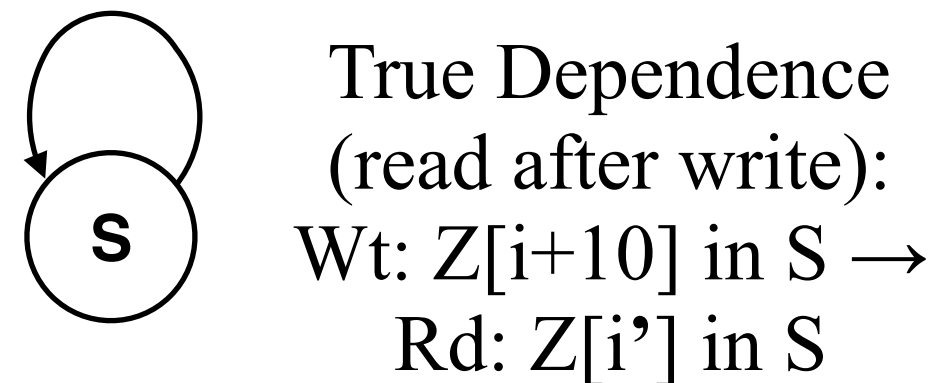 True Dependence
(read after write):
S
Wt: Z[i+10] in S →
Rd: Z[i’] in S